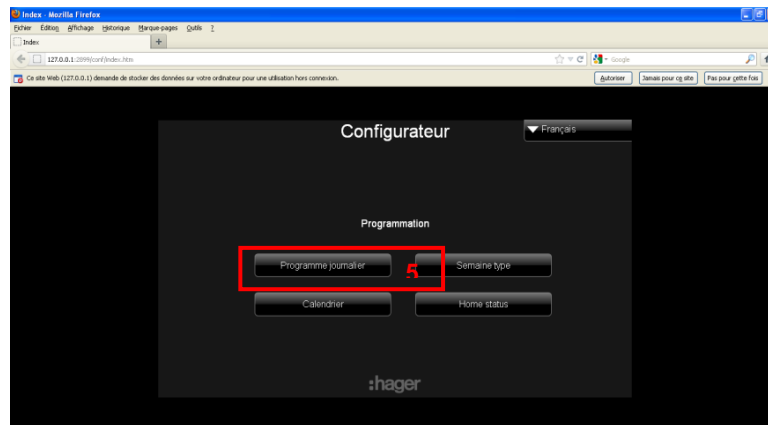 Index - Mozilla Firefox
Fichier Édition Affichage Historique Marque-pages Outils ?
Index +
127.0.0.1:2899/conf/index.htm Google
Ce site Web (127.0.0.1) demande de stocker des données sur votre ordinateur pour une utilisation hors connexion. Autoriser Jamais pour ce site Pas pour cette fois
Configurateur Français
Programmation
Programme journalier 5 Semaine type
Calendrier Home status
:hager